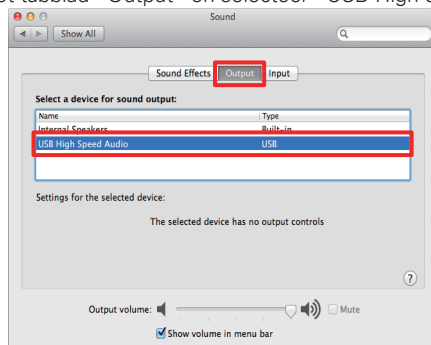 Sound
Show All
Sound Effects Output Input
Select a device for sound output:
Name Type
Internal Speakers Built-in
USB High Speed Audio USB
Settings for the selected device:
The selected device has no output controls
?
Output volume: Mute
Show volume in menu bar